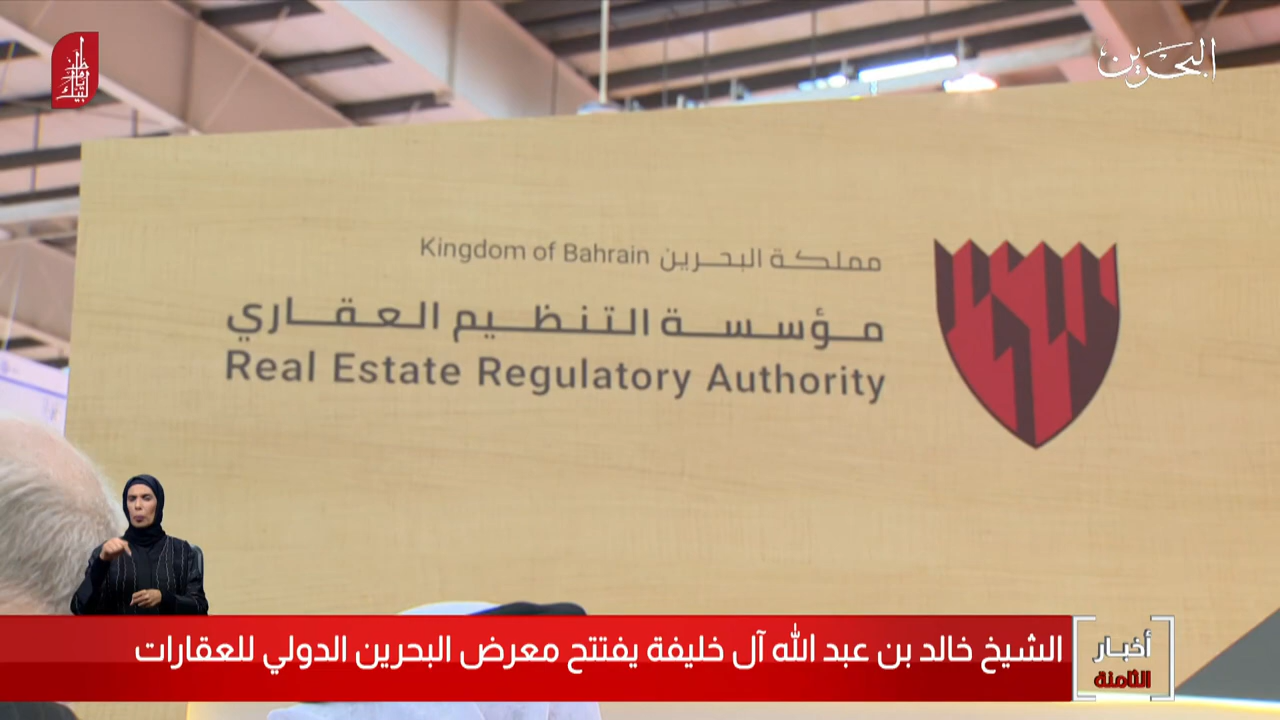 البحرين
Kingdom of Bahrain مملكة البحرين
مؤسسة التنظيم العقاري
Real Estate Regulatory Authority
أخبار
الثامنة
الشيخ خالد بن عبد الله آل خليفة يفتتح معرض البحرين الدولي للعقارات